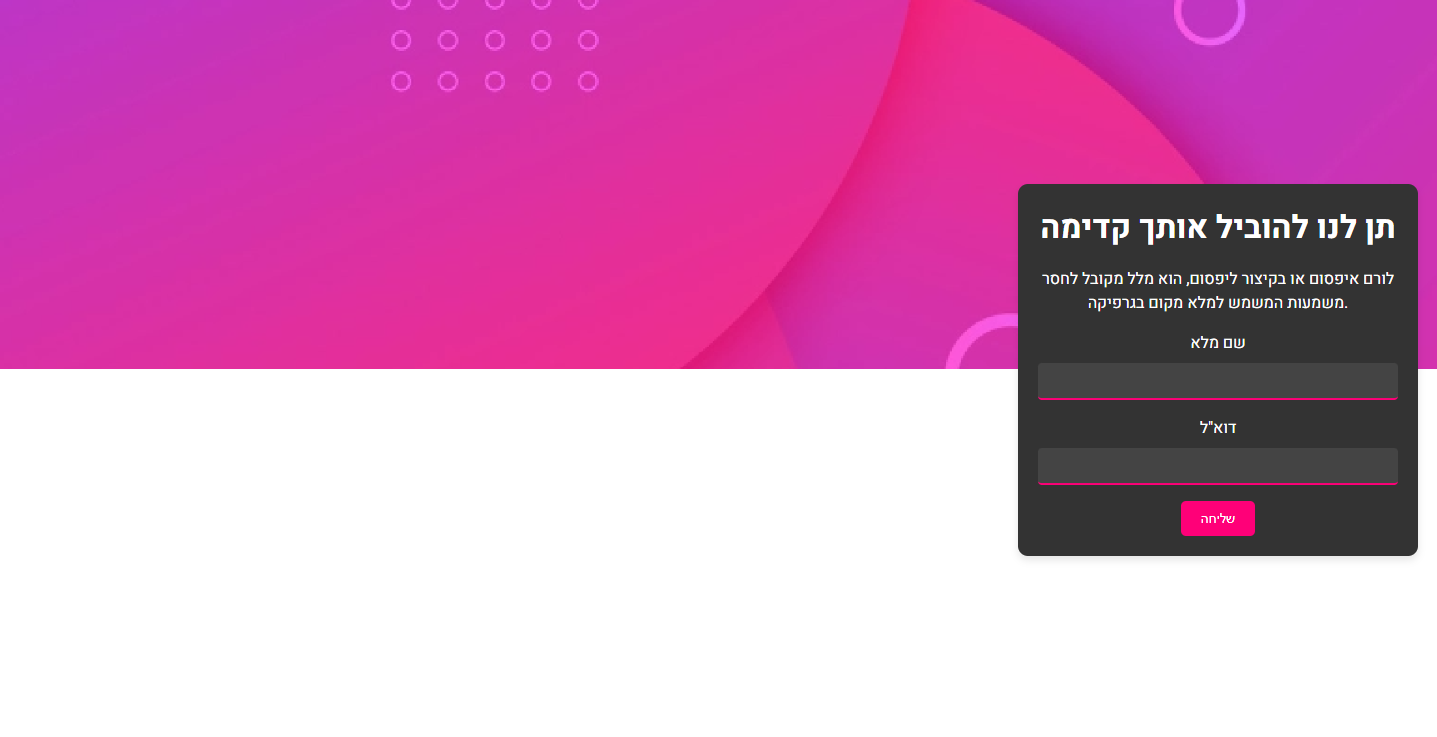 תן לנו להוביל אותך קדימה
לורם איפסום או בקיצור ליפסום, הוא מלל מקובל לחסר
משמעות המשמש למלא מקום בגרפיקה.
שם מלא
דוא"ל
שליחה